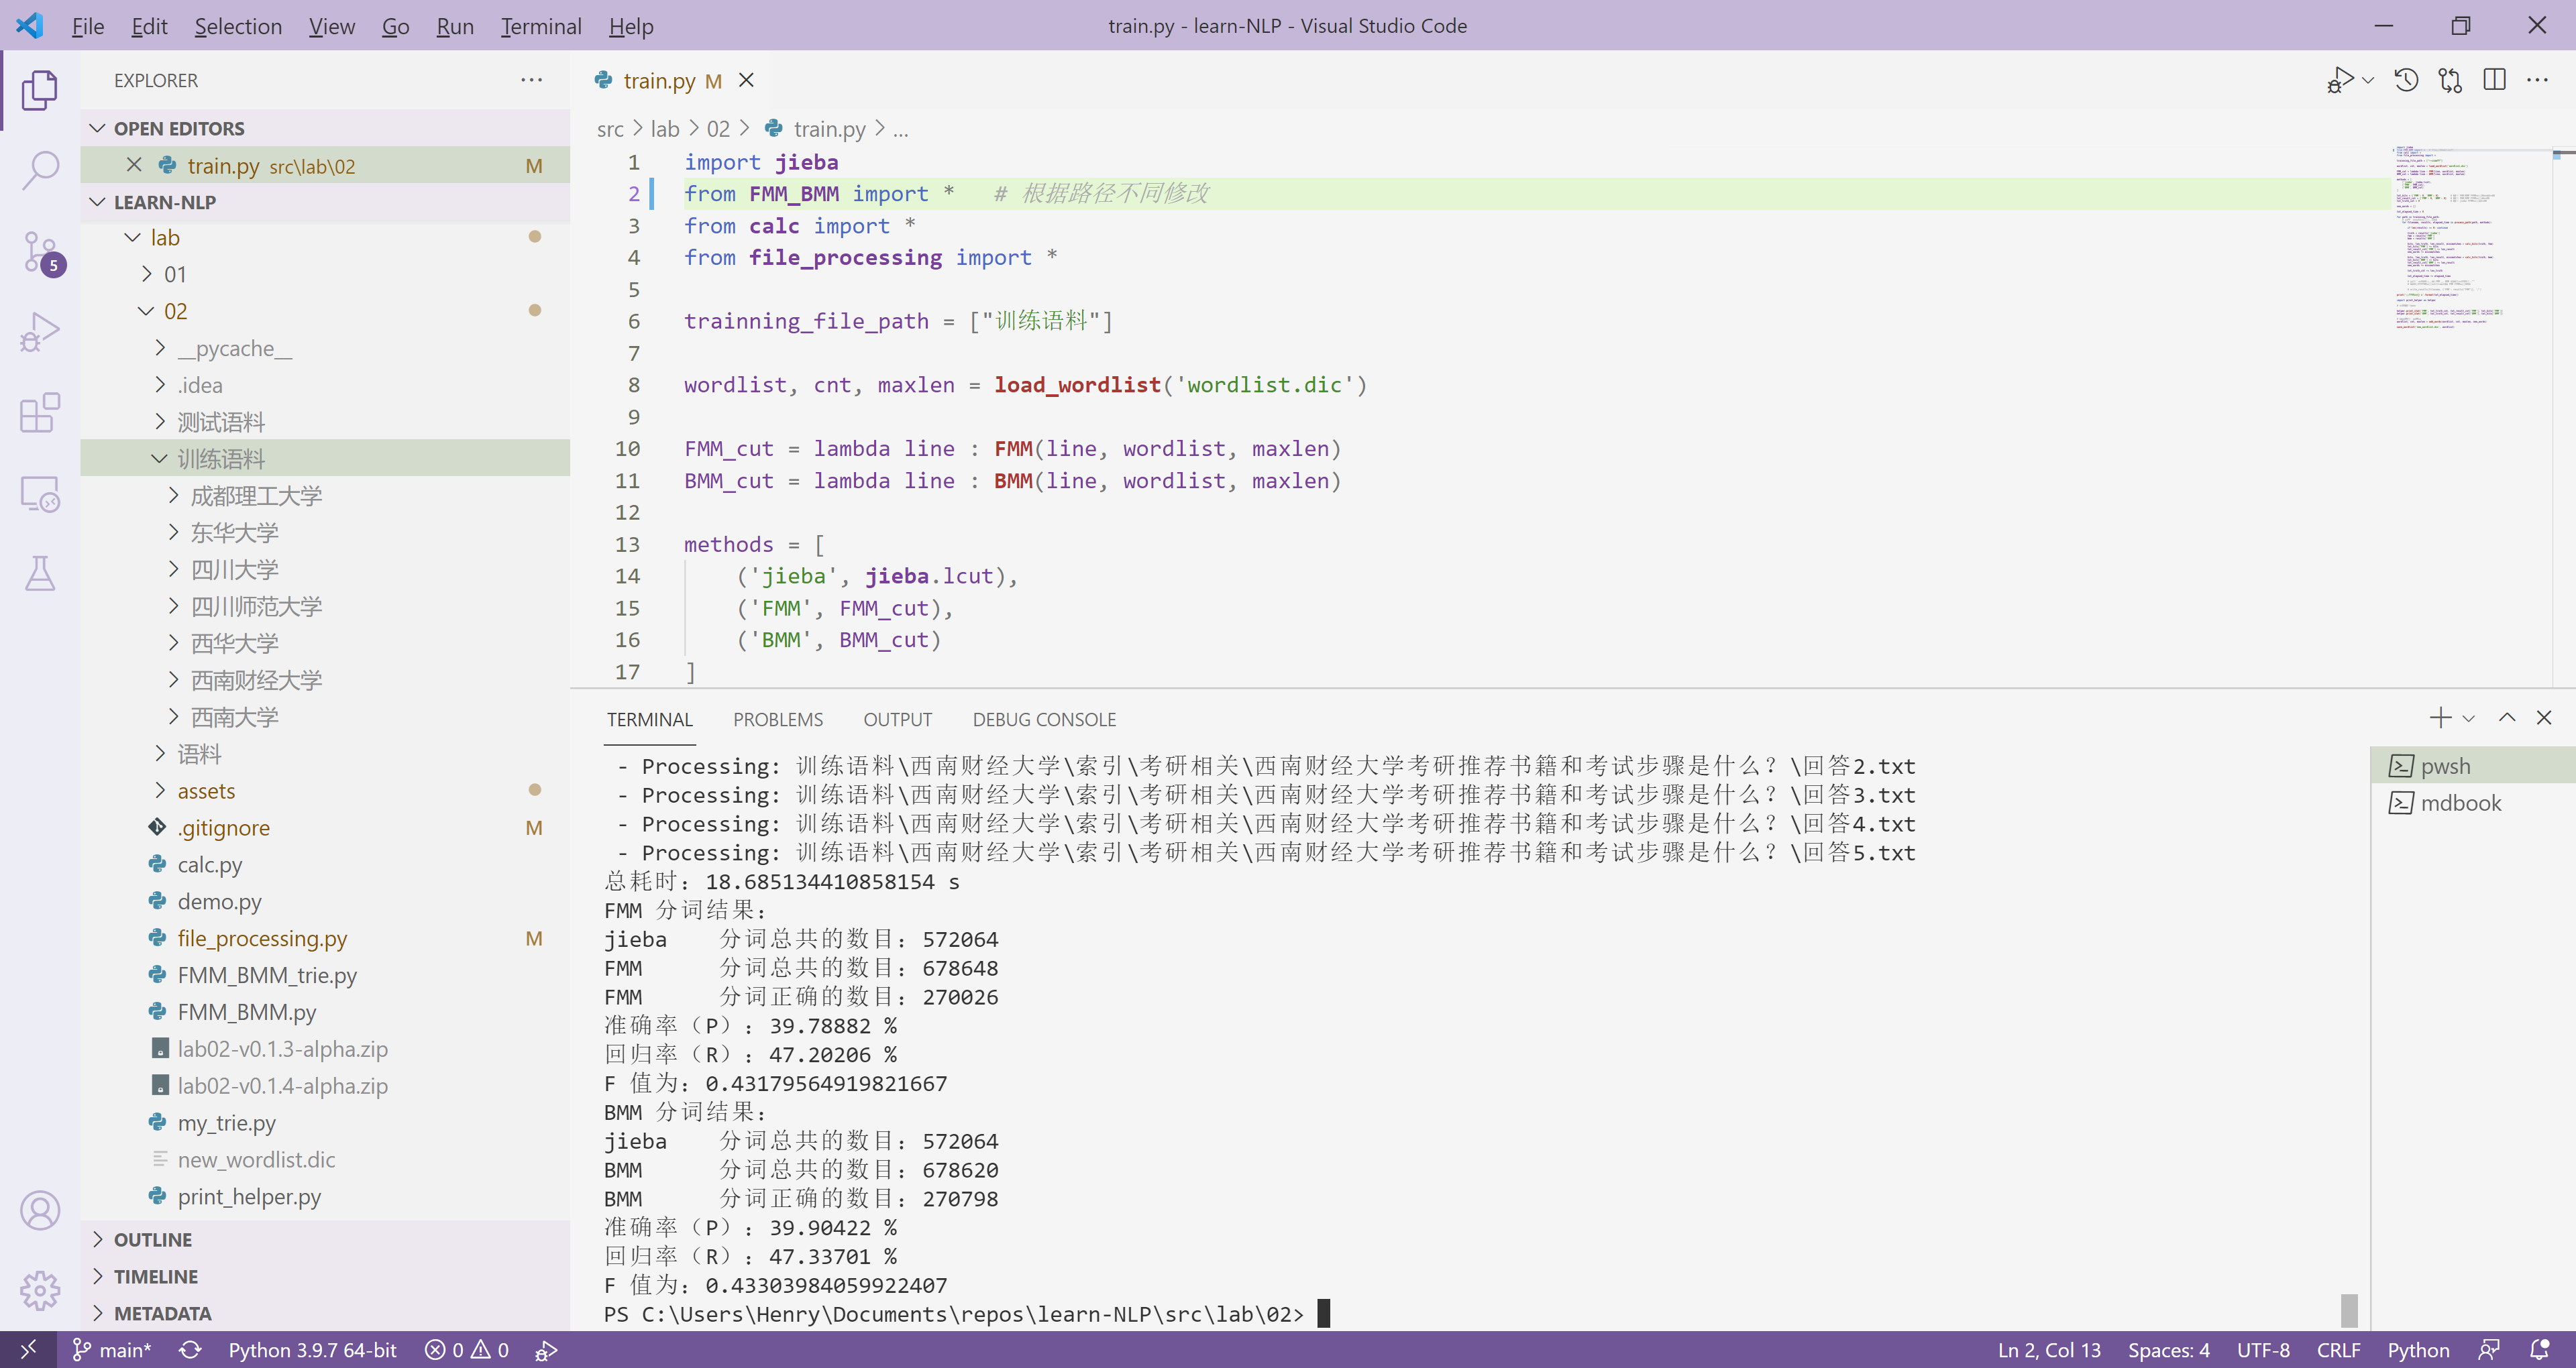 File Edit Selection View Go Run Terminal Help
train.py - learn-NLP - Visual Studio Code
EXPLORER
OPEN EDITORS
train.py src\lab\02 M
LEARN-NLP
lab
01
02
__pycache__
.idea
测试语料
训练语料
成都理工大学
东华大学
四川大学
四川师范大学
西华大学
西南财经大学
西南大学
语料
assets
.gitignore M
calc.py
demo.py
file_processing.py M
FMM_BMM_trie.py
FMM_BMM.py
lab02-v0.1.3-alpha.zip
lab02-v0.1.4-alpha.zip
my_trie.py
new_wordlist.dic
print_helper.py
OUTLINE
TIMELINE
METADATA
5
train.py M
src > lab > 02 > train.py > ...
1 import jieba
2 from FMM_BMM import * # 根据路径不同修改
3 from calc import *
4 from file_processing import *
5
6 trainning_file_path = ["训练语料"]
7
8 wordlist, cnt, maxlen = load_wordlist('wordlist.dic')
9
10 FMM_cut = lambda line : FMM(line, wordlist, maxlen)
11 BMM_cut = lambda line : BMM(line, wordlist, maxlen)
12
13 methods = [
14 ('jieba', jieba.lcut),
15 ('FMM', FMM_cut),
16 ('BMM', BMM_cut)
17 ]
TERMINAL PROBLEMS OUTPUT DEBUG CONSOLE
- Processing: 训练语料\西南财经大学\索引\考研相关\西南财经大学考研推荐书籍和考试步骤是什么？\回答2.txt
- Processing: 训练语料\西南财经大学\索引\考研相关\西南财经大学考研推荐书籍和考试步骤是什么？\回答3.txt
- Processing: 训练语料\西南财经大学\索引\考研相关\西南财经大学考研推荐书籍和考试步骤是什么？\回答4.txt
- Processing: 训练语料\西南财经大学\索引\考研相关\西南财经大学考研推荐书籍和考试步骤是什么？\回答5.txt
总耗时：18.685134410858154 s
FMM 分词结果：
jieba 分词总共的数目：572064
FMM 分词总共的数目：678648
FMM 分词正确的数目：270026
准确率（P）：39.78882 %
回归率（R）：47.20206 %
F 值为：0.43179564919821667
BMM 分词结果：
jieba 分词总共的数目：572064
BMM 分词总共的数目：678620
BMM 分词正确的数目：270798
准确率（P）：39.90422 %
回归率（R）：47.33701 %
F 值为：0.43303984059922407
PS C:\Users\Henry\Documents\repos\learn-NLP\src\lab\02>
pwsh
mdbook
main* Python 3.9.7 64-bit 0 0
Ln 2, Col 13 Spaces: 4 UTF-8 CRLF Python